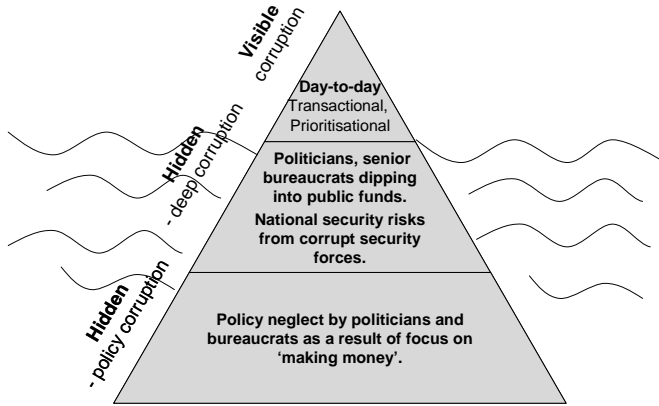 Visible
corruption
Day-to-day
Transactional,
Prioritisational
Hidden
- deep corruption
Politicians, senior
bureaucrats dipping
into public funds.
National security risks
from corrupt security
forces.
Hidden
- policy corruption
Policy neglect by politicians and
bureaucrats as a result of focus on
‘making money’.